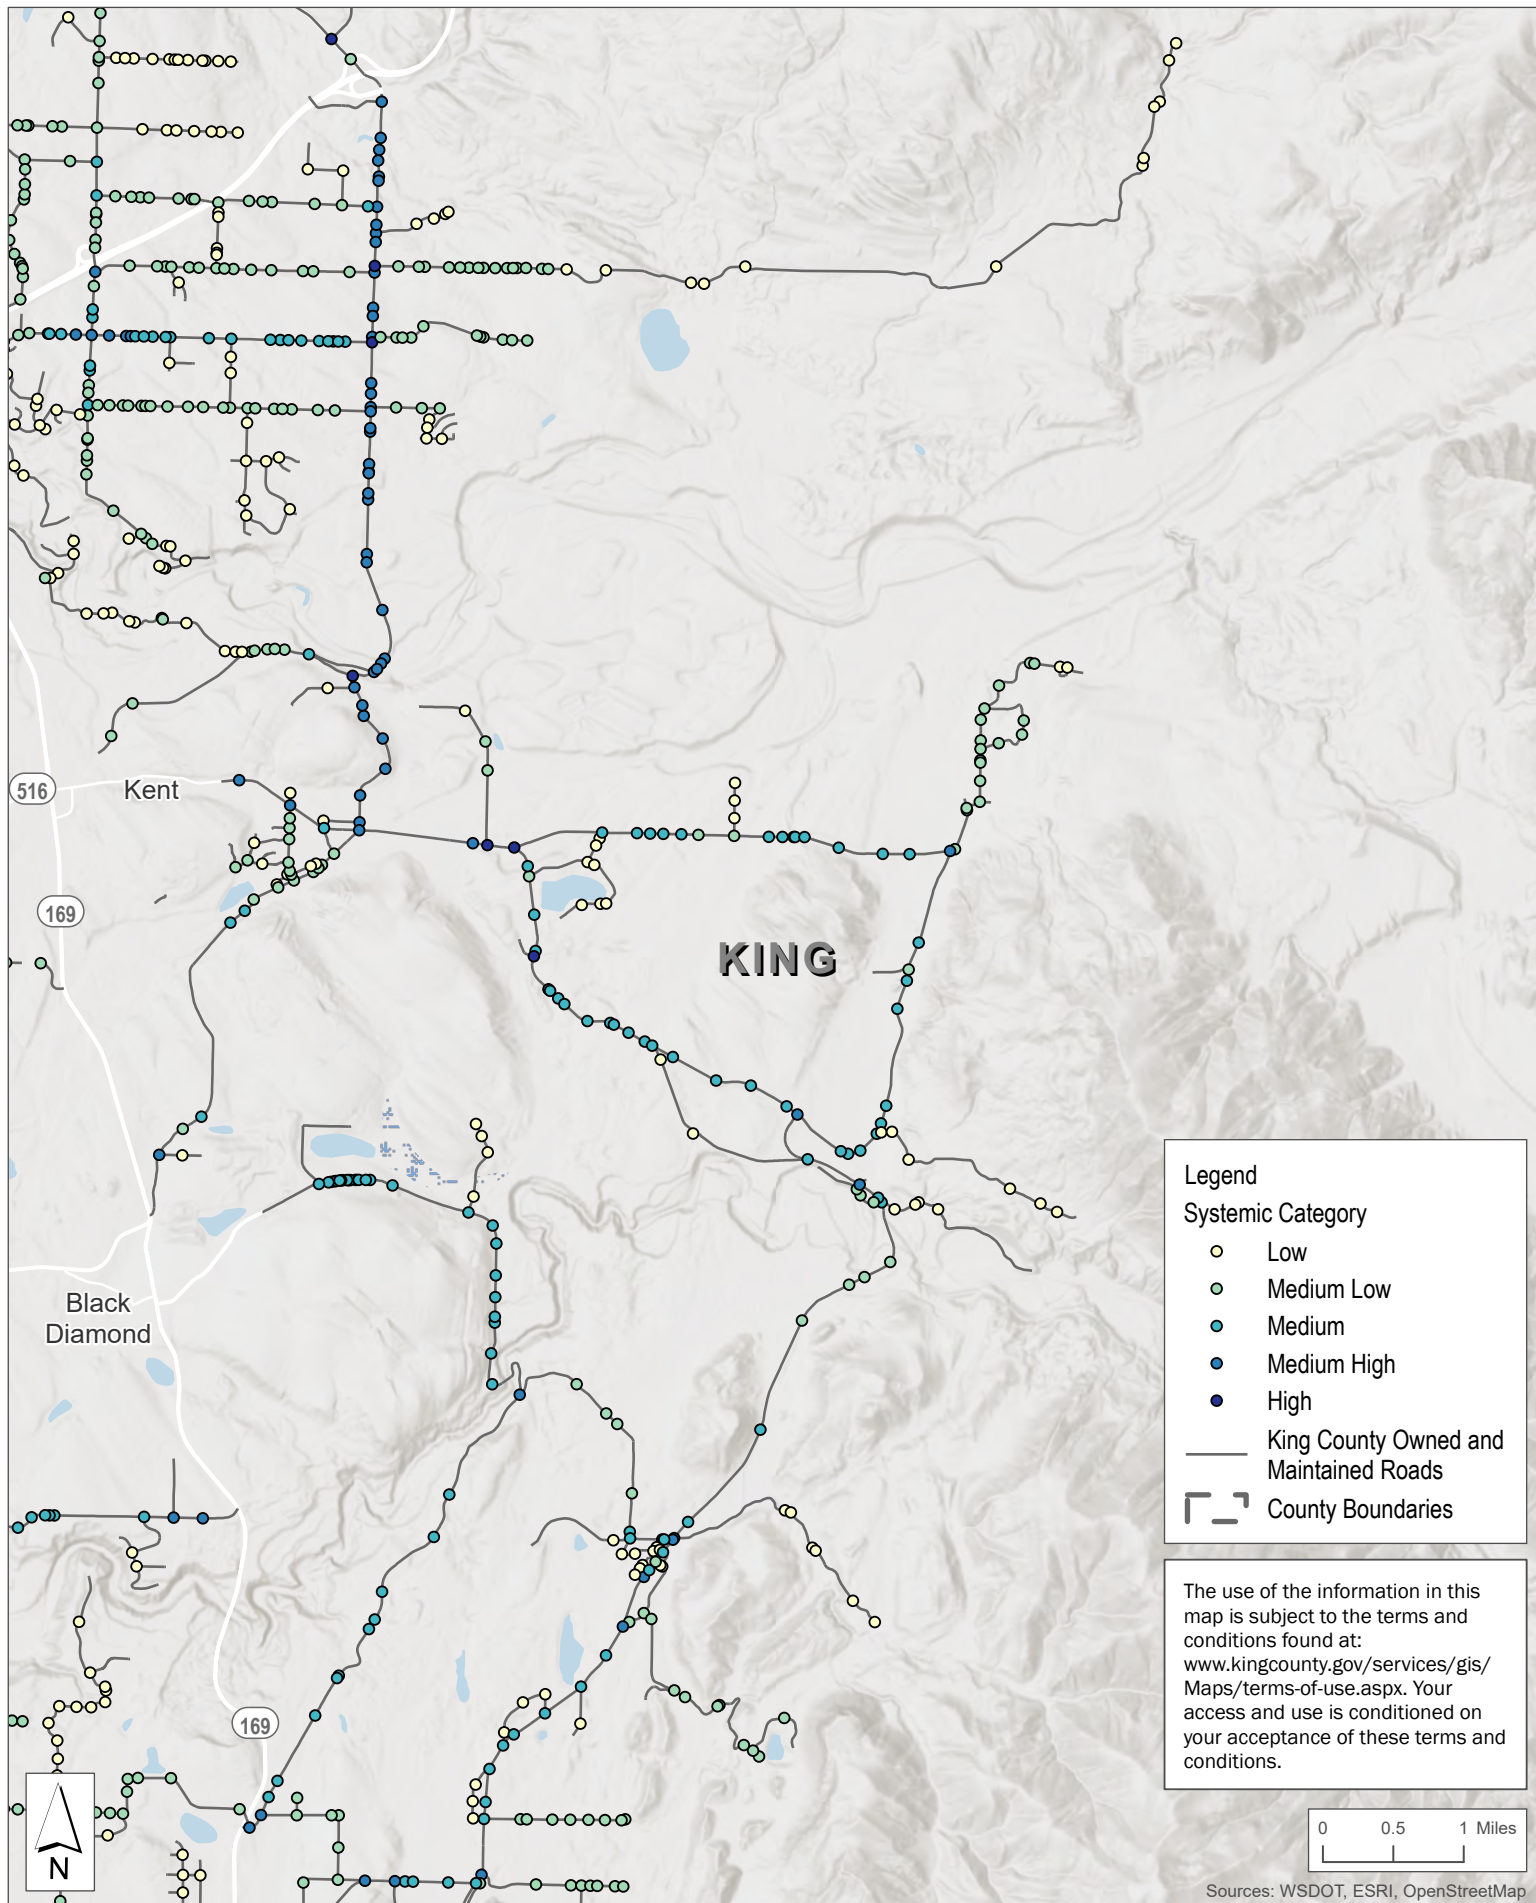 516
Kent
169
KING
Black
Diamond
169
N
Legend
Systemic Category
Low
Medium Low
Medium
Medium High
High
King County Owned and
Maintained Roads
County Boundaries
The use of the information in this
map is subject to the terms and
conditions found at:
www.kingcounty.gov/services/gis/
Maps/terms-of-use.aspx. Your
access and use is conditioned on
your acceptance of these terms and
conditions.
0 0.5 1 Miles
Sources: WSDOT, ESRI, OpenStreetMap